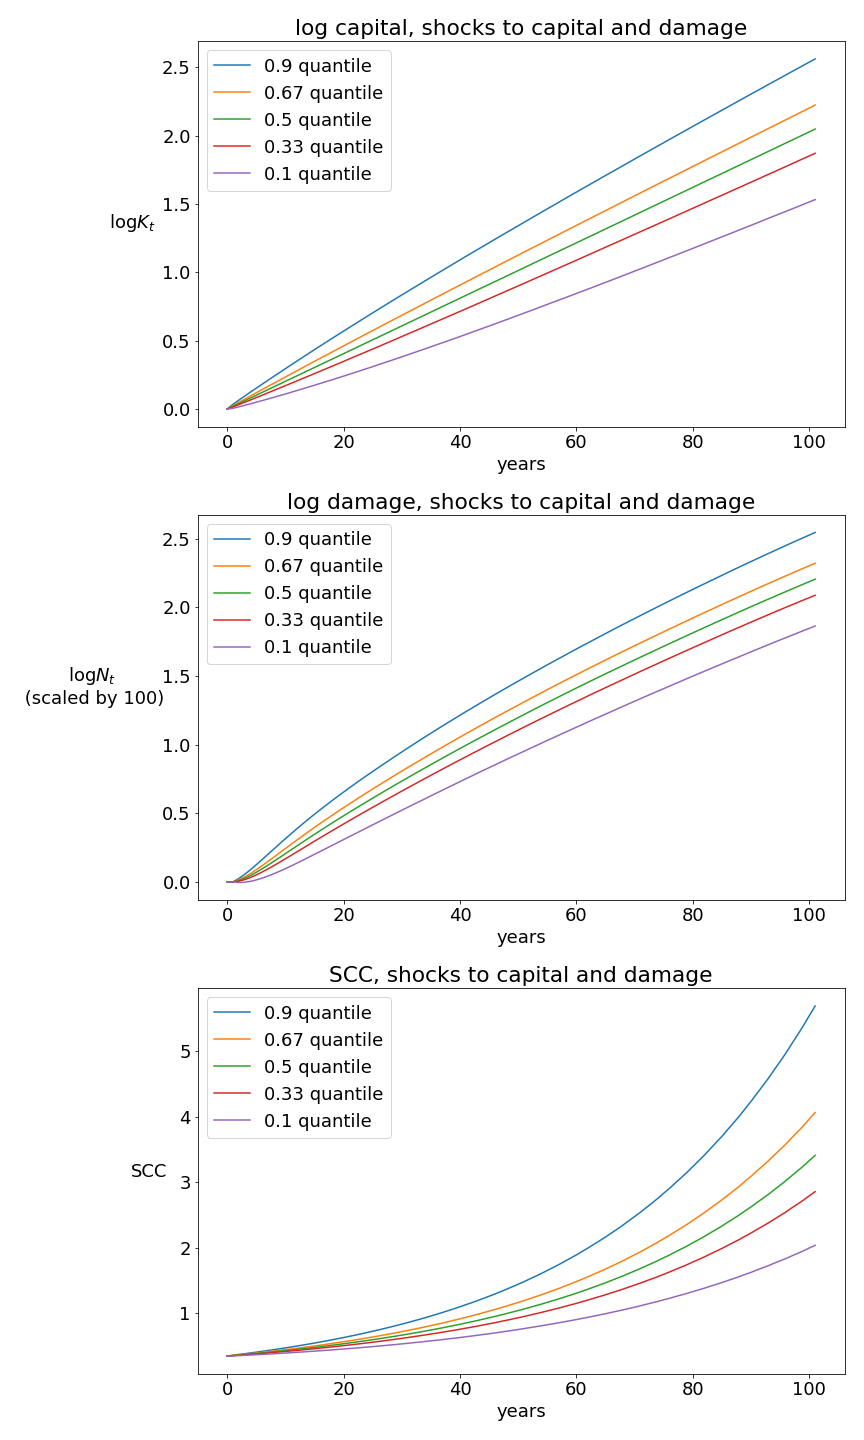 log capital, shocks to capital and damage
0.9 quantile
0.67 quantile
0.5 quantile
0.33 quantile
0.1 quantile
2.5
2.0
1.5
1.0
0.5
0.0
logK_t
0 20 40 60 80 100
years
log damage, shocks to capital and damage
0.9 quantile
0.67 quantile
0.5 quantile
0.33 quantile
0.1 quantile
2.5
2.0
1.5
1.0
0.5
0.0
logN_t
(scaled by 100)
0 20 40 60 80 100
years
SCC, shocks to capital and damage
0.9 quantile
0.67 quantile
0.5 quantile
0.33 quantile
0.1 quantile
5
4
3
2
1
SCC
0 20 40 60 80 100
years